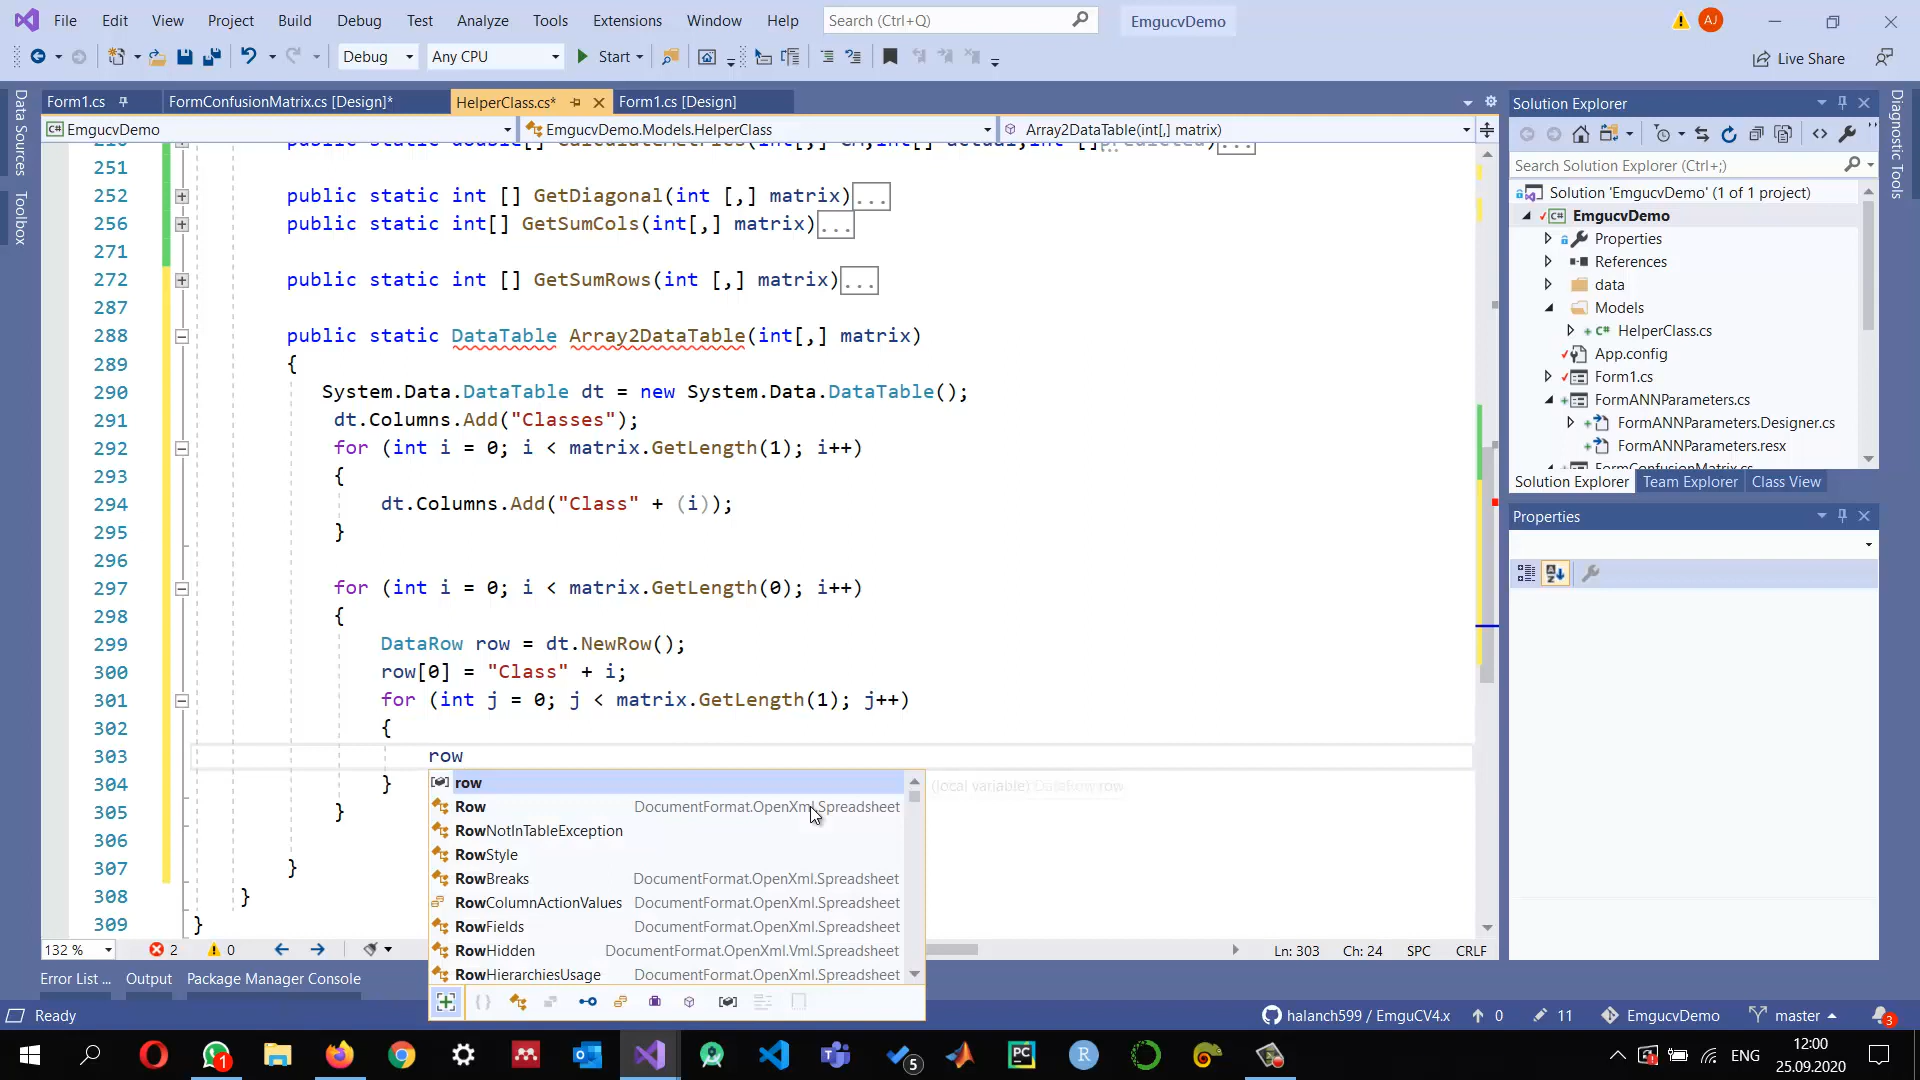 File Edit View Project Build Debug Test Analyze Tools Extensions Window Help Search (Ctrl+Q) EmgucvDemo AJ
Debug Any CPU Start Live Share
Form1.cs FormConfusionMatrix.cs [Design]* HelperClass.cs* Form1.cs [Design]
EmgucvDemo EmgucvDemo.Models.HelperClass Array2DataTable(int[,] matrix)
251
252 public static int [] GetDiagonal(int [,] matrix)...
256 public static int[] GetSumCols(int[,] matrix)...
271
272 public static int [] GetSumRows(int [,] matrix)...
287
288 public static DataTable Array2DataTable(int[,] matrix)
289 {
290 System.Data.DataTable dt = new System.Data.DataTable();
291 dt.Columns.Add("Classes");
292 for (int i = 0; i < matrix.GetLength(1); i++)
293 {
294 dt.Columns.Add("Class" + (i));
295 }
296
297 for (int i = 0; i < matrix.GetLength(0); i++)
298 {
299 DataRow row = dt.NewRow();
300 row[0] = "Class" + i;
301 for (int j = 0; j < matrix.GetLength(1); j++)
302 {
303 row
304 }
305 }
307 }
308 }
309 }
row
(local variable) DataRow row
Row DocumentFormat.OpenXml.Spreadsheet
RowNotInTableException
RowStyle
RowBreaks DocumentFormat.OpenXml.Spreadsheet
RowColumnActionValues DocumentFormat.OpenXml.Spreadsheet
RowFields DocumentFormat.OpenXml.Spreadsheet
RowHidden DocumentFormat.OpenXml.Vml.Spreadsheet
RowHierarchiesUsage DocumentFormat.OpenXml.Spreadsheet
132 % 2 0 Ln: 303 Ch: 24 SPC CRLF
Error List ... Output Package Manager Console
Ready halanch599 / EmguCV4.x 0 11 EmgucvDemo master 3
Data Sources
Toolbox
Diagnostic Tools
Solution Explorer
Search Solution Explorer (Ctrl+;)
Solution 'EmgucvDemo' (1 of 1 project)
EmgucvDemo
Properties
References
data
Models
HelperClass.cs
App.config
Form1.cs
FormANNParameters.cs
FormANNParameters.Designer.cs
FormANNParameters.resx
FormConfusionMatrix.cs
Solution Explorer Team Explorer Class View
Properties
1 5 ENG
12:00
25.09.2020